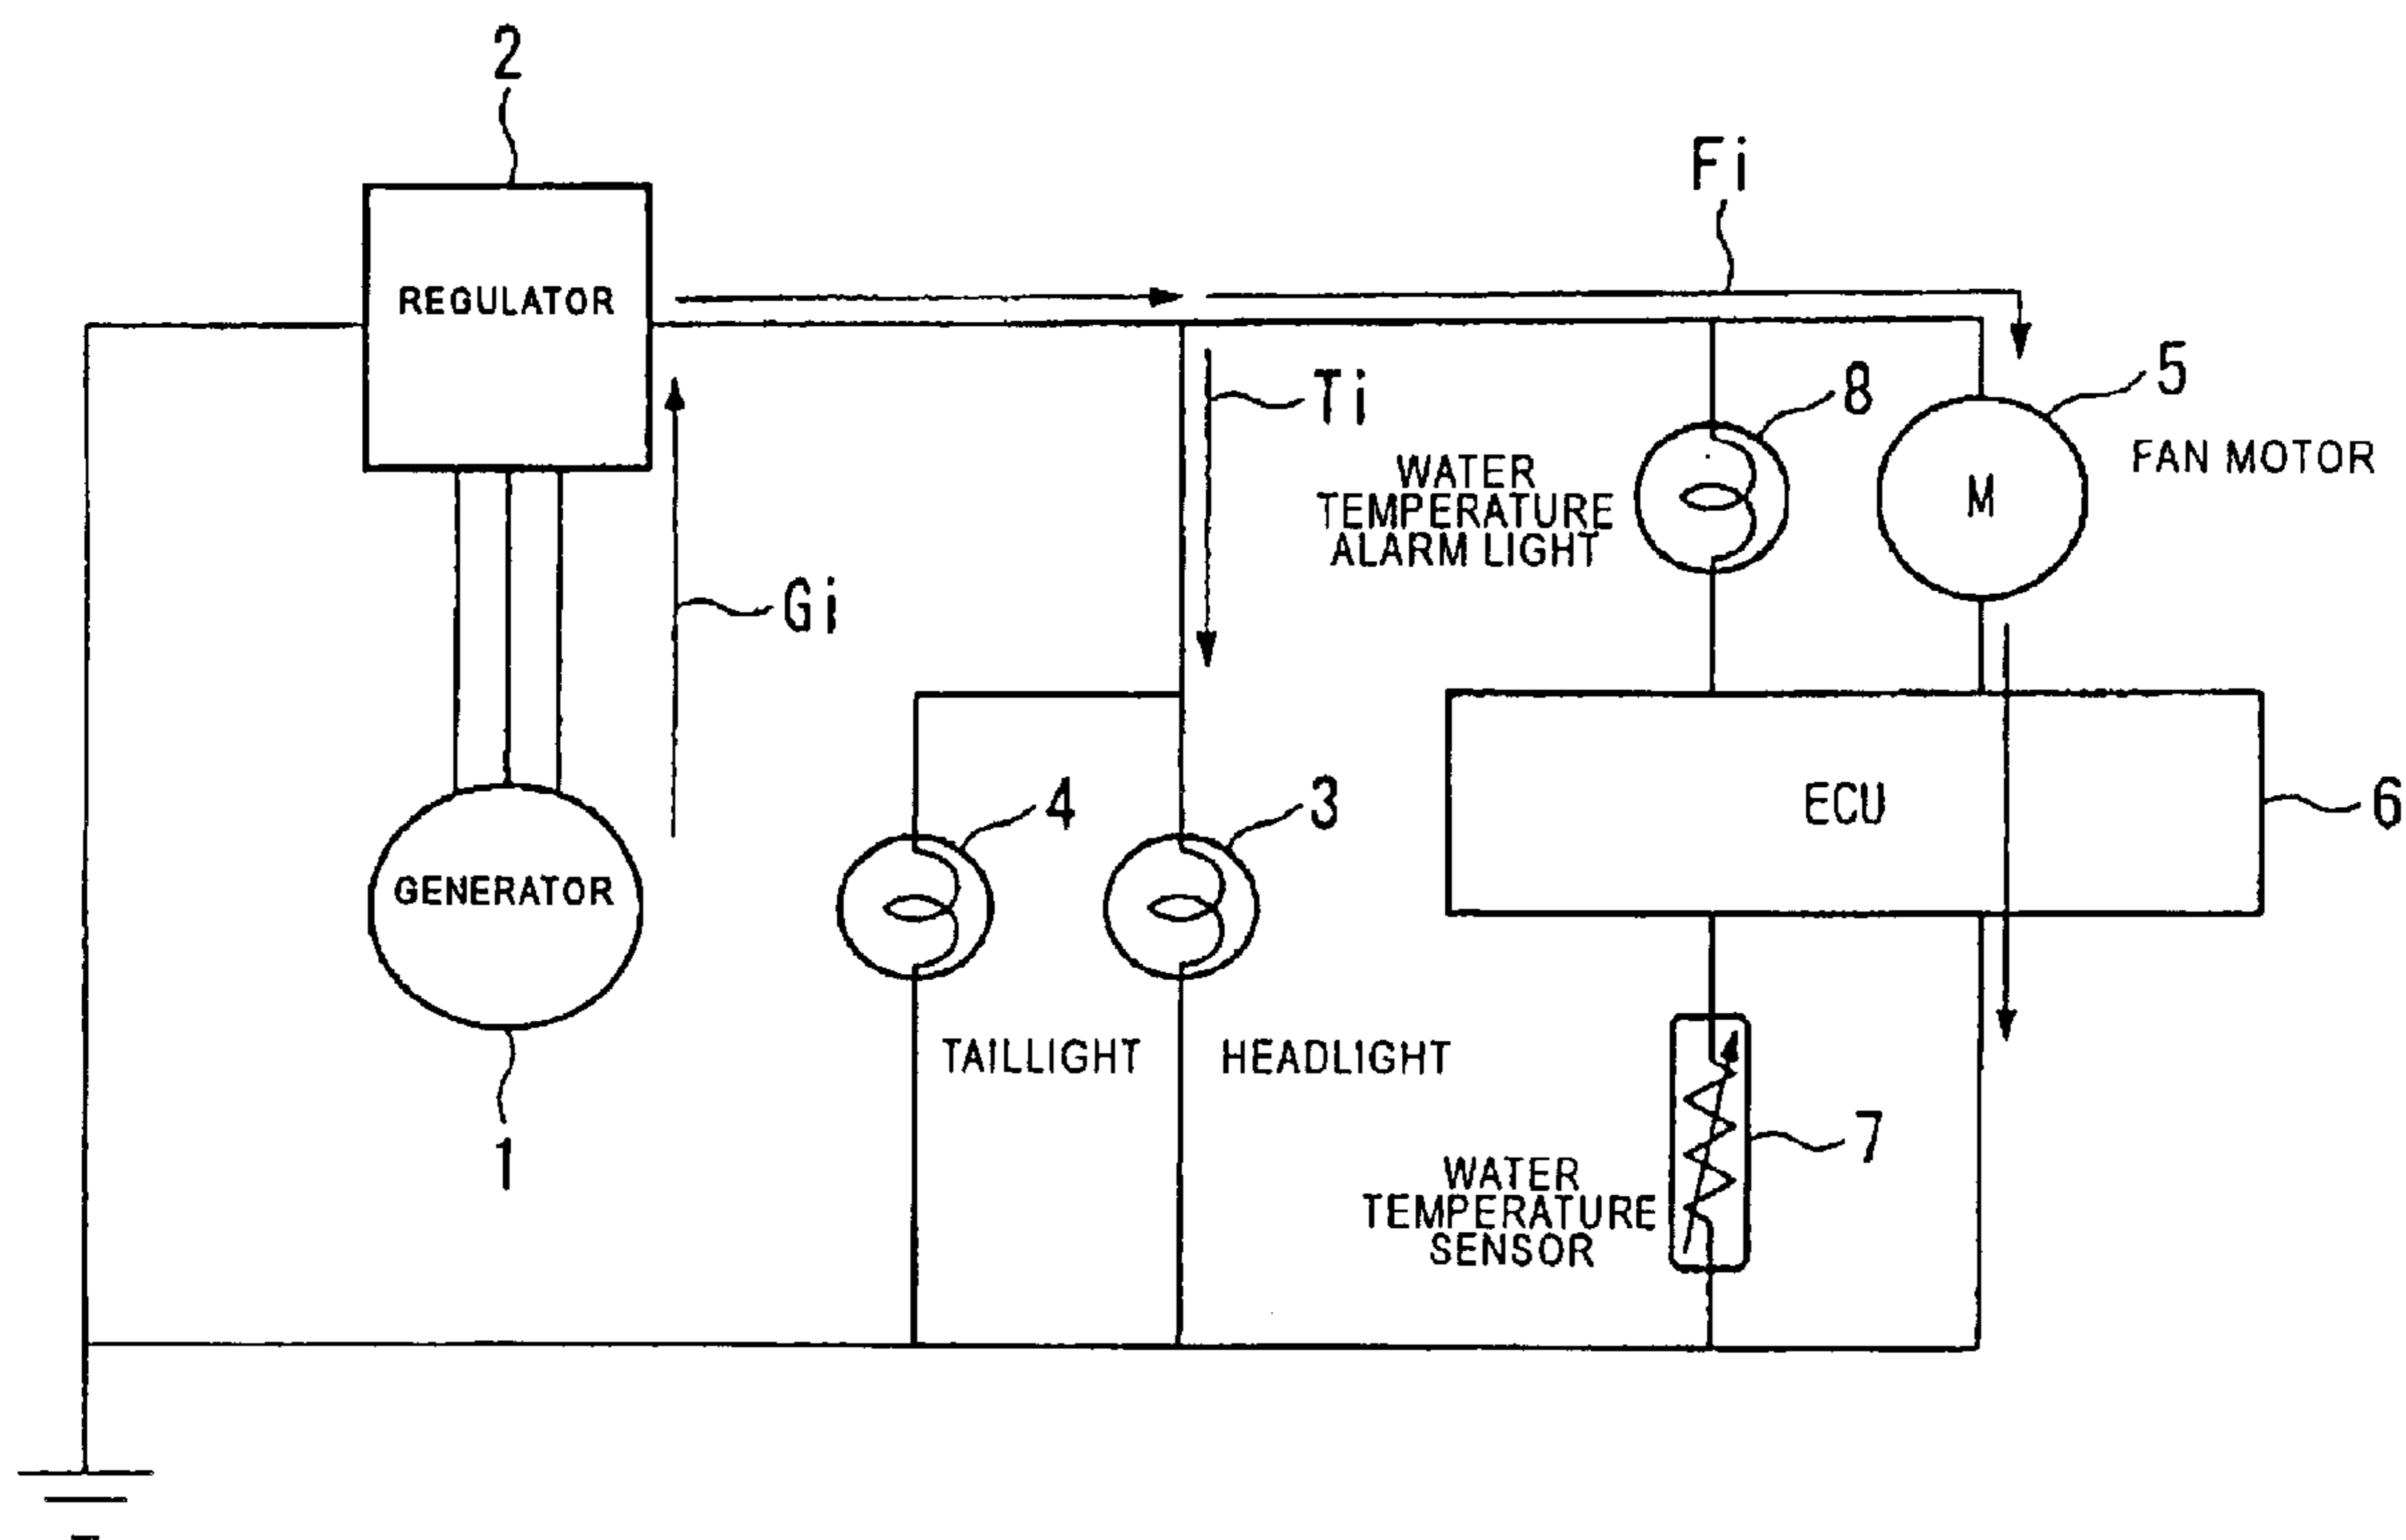 2
Fi
REGULATOR
5
8
Ti
FAN MOTOR
WATER
TEMPERATURE
ALARM LIGHT
M
Gi
4
3
ECU
6
GENERATOR
TAILLIGHT
HEADLIGHT
7
1
WATER
TEMPERATURE
SENSOR